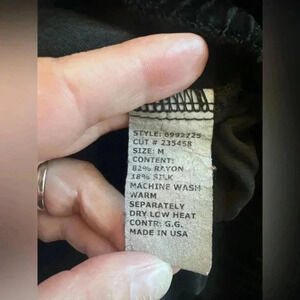 STYLE: 6992725
CUT # 235458
SIZE: M
CONTENT:
82% RAYON
18% SILK
MACHINE WASH
WARM
SEPARATELY
DRY LOW HEAT
CONTR: G.G.
MADE IN USA